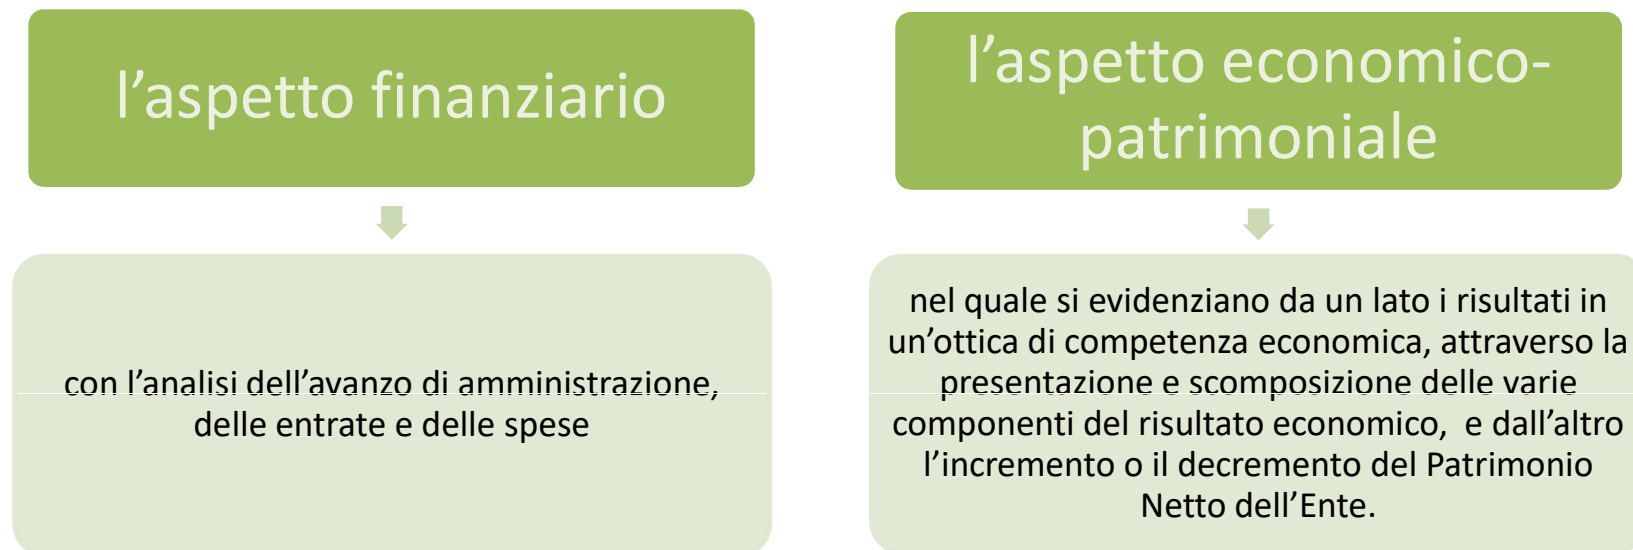 l’aspetto finanziario
con l’analisi dell’avanzo di amministrazione,
delle entrate e delle spese
l’aspetto economico-
patrimoniale
nel quale si evidenziano da un lato i risultati in
un’ottica di competenza economica, attraverso la
presentazione e scomposizione delle varie
componenti del risultato economico,  e dall’altro
l’incremento o il decremento del Patrimonio
Netto dell’Ente.